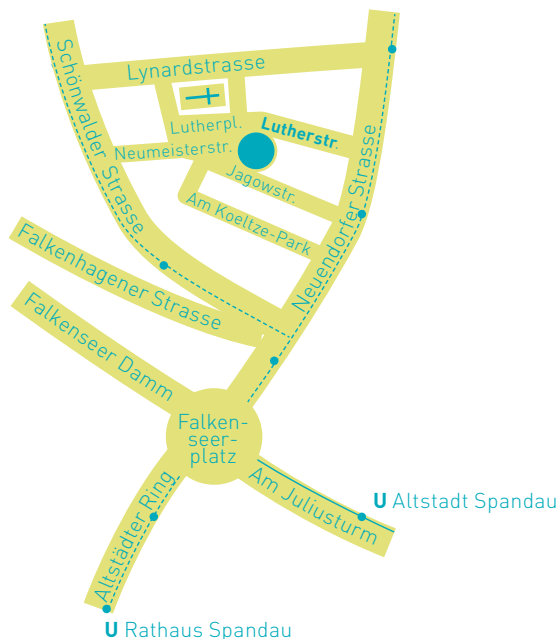 Schönwalder Strasse
Lynardstrasse
Lutherpl.
Lutherstr.
Neumeisterstr.
Jagowstr.
Am Koeltze-Park
Neuendorfer Strasse
Falkenhagener Strasse
Falkenseer Damm
Falken-
seer-
platz
Am Juliusturm
Altstädter Ring
U Altstadt Spandau
U Rathaus Spandau